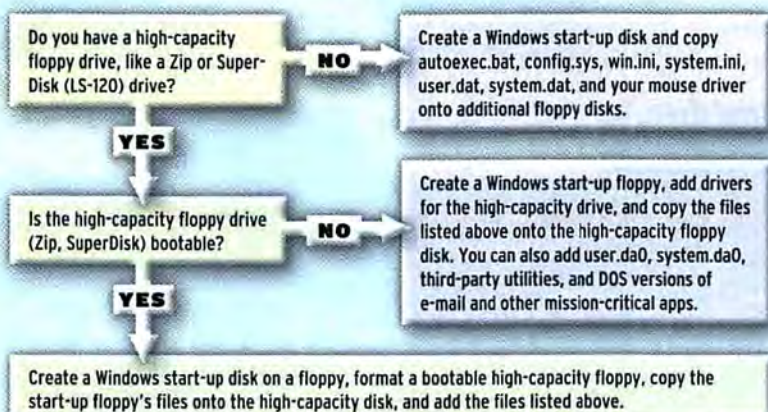 Do you have a high-capacity
floppy drive, like a Zip or Super-
Disk (LS-120) drive?
NO
Create a Windows start-up disk and copy
autoexec.bat, config.sys, win.ini, system.ini,
user.dat, system.dat, and your mouse driver
onto additional floppy disks.
YES
Is the high-capacity floppy drive
(Zip, SuperDisk) bootable?
NO
Create a Windows start-up floppy, add drivers
for the high-capacity drive, and copy the files
listed above onto the high-capacity floppy
disk. You can also add user.da0, system.da0,
third-party utilities, and DOS versions of
e-mail and other mission-critical apps.
YES
Create a Windows start-up disk on a floppy, format a bootable high-capacity floppy, copy the
start-up floppy's files onto the high-capacity disk, and add the files listed above.